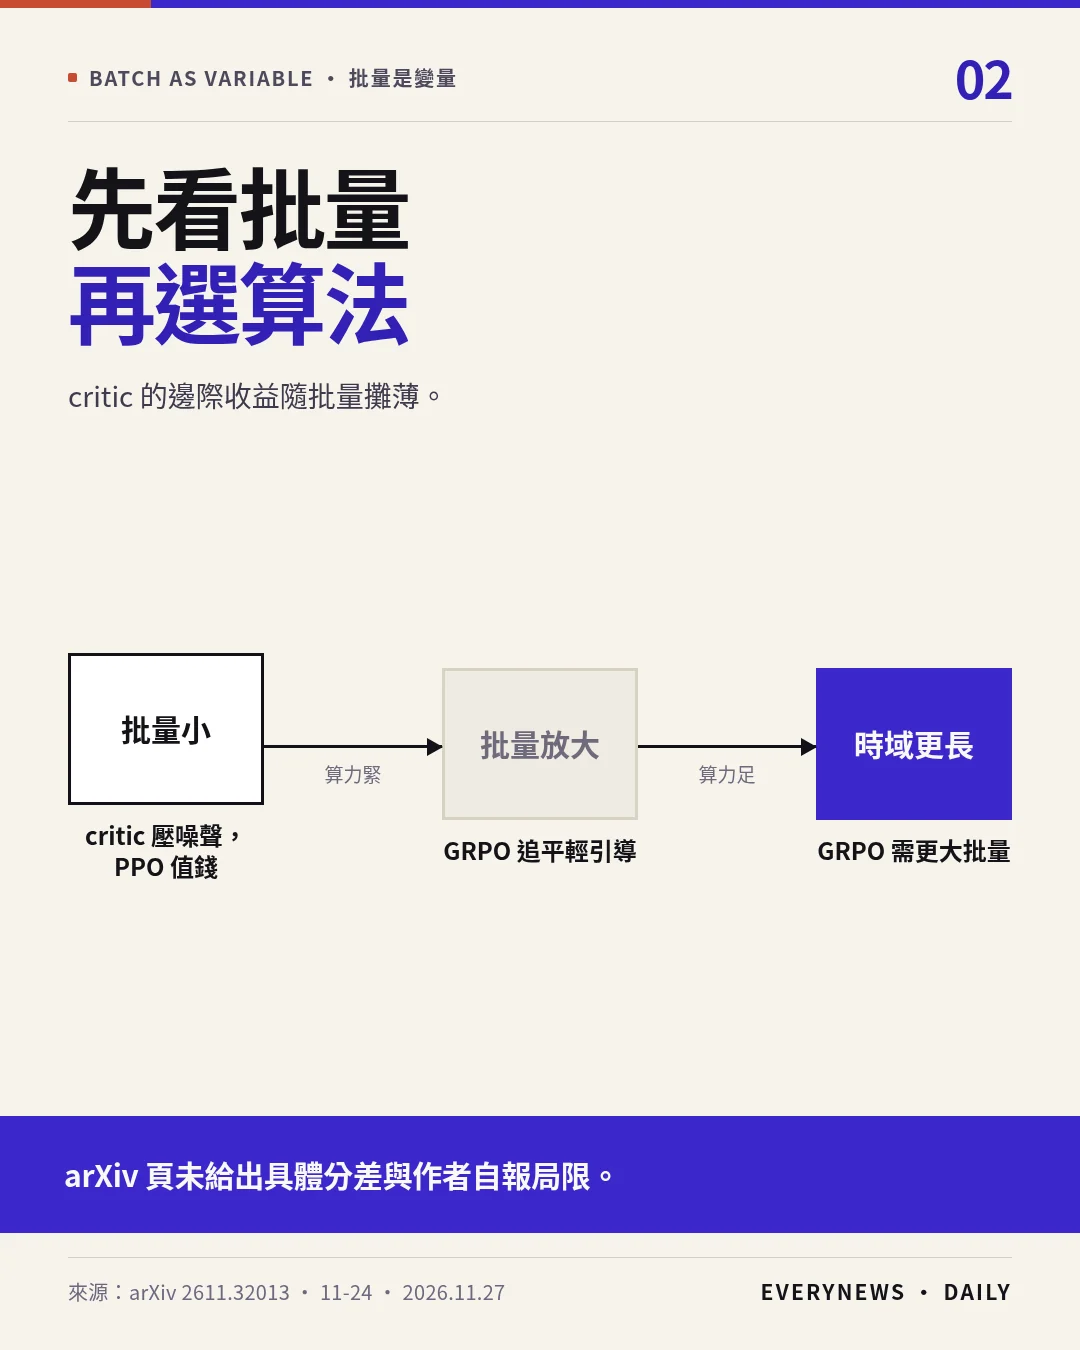 BATCH AS VARIABLE · 批量是變量
02
先看批量
再選算法
critic 的邊際收益隨批量攤薄。
批量小
算力緊
批量放大
算力足
時域更長
critic 壓噪聲，
PPO 值錢
GRPO 追平輕引導
GRPO 需更大批量
arXiv 頁未給出具體分差與作者自報局限。
來源：arXiv 2611.32013 · 11-24 · 2026.11.27
EVERYNEWS · DAILY